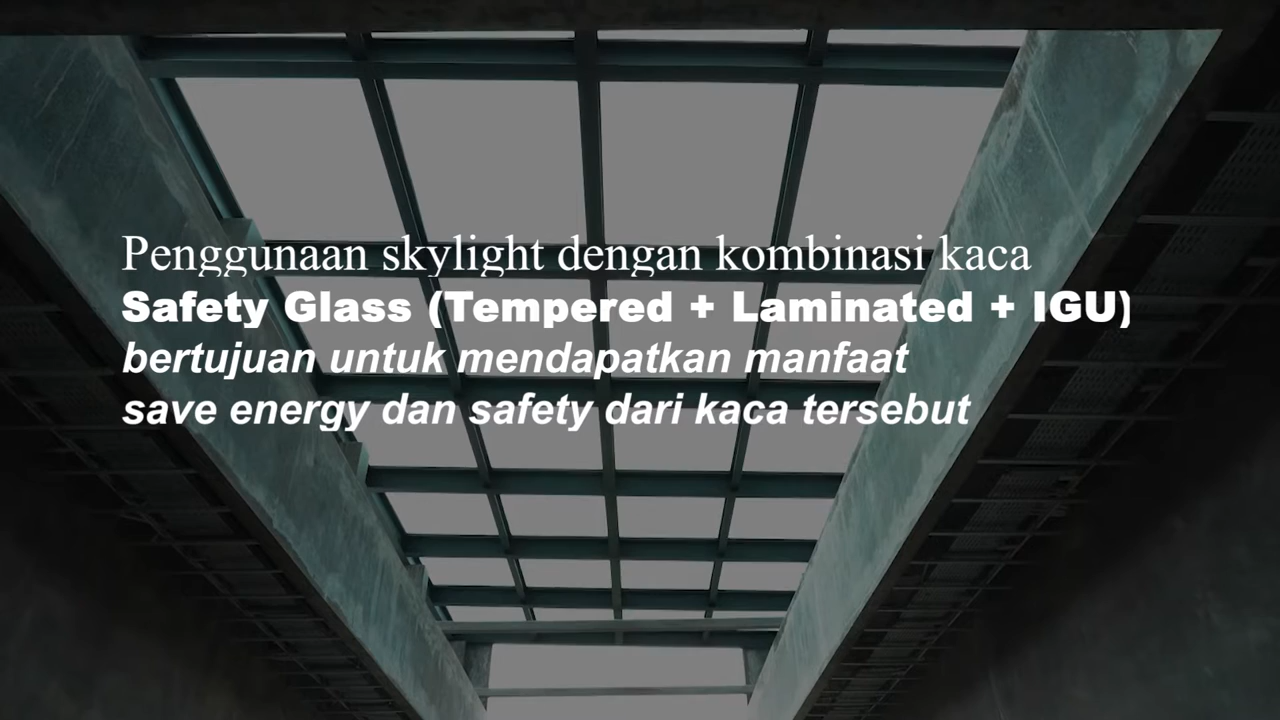 Penggunaan skylight dengan kombinasi kaca
Safety Glass (Tempered + Laminated + IGU)
bertujuan untuk mendapatkan manfaat
save energy dan safety dari kaca tersebut